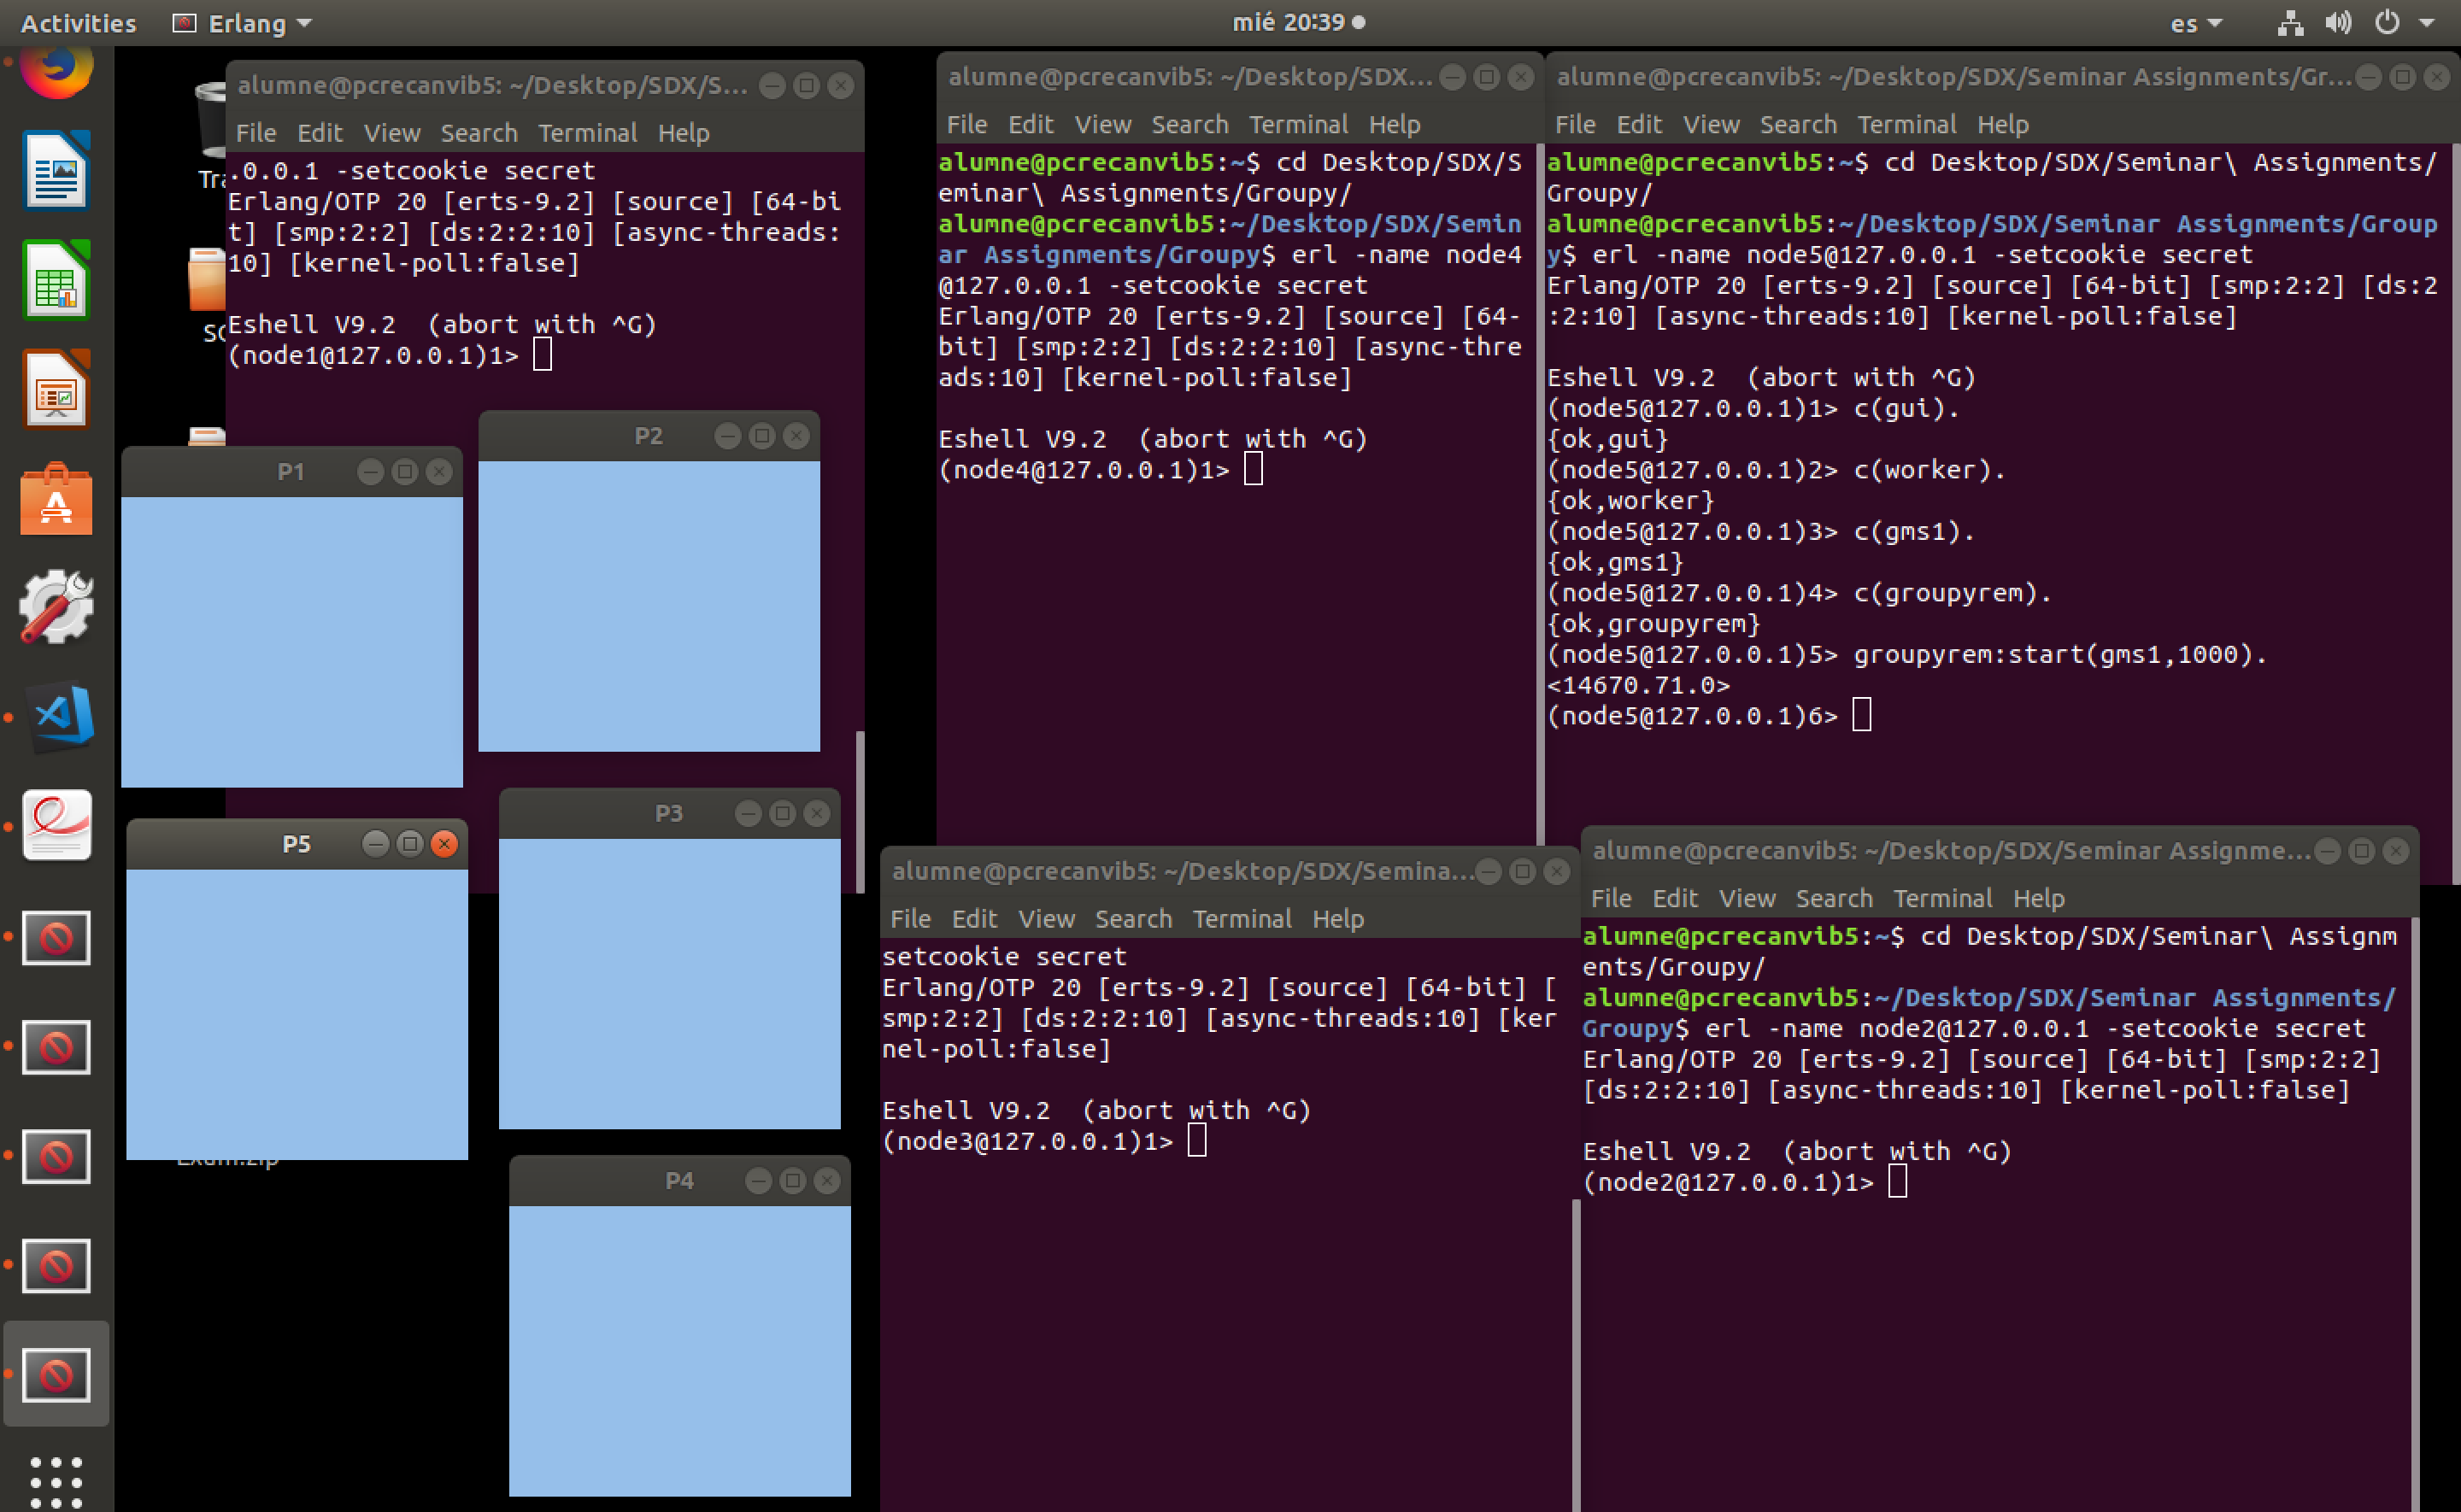 Activities
Erlang
mié 20:39
es
alumne@pcrecanvib5: ~/Desktop/SDX/S...
File Edit View Search Terminal Help
.0.0.1 -setcookie secret
Erlang/OTP 20 [erts-9.2] [source] [64-bi
t] [smp:2:2] [ds:2:2:10] [async-threads:
10] [kernel-poll:false]
Eshell V9.2  (abort with ^G)
(node1@127.0.0.1)1>
P1
P2
P5
P3
P4
alumne@pcrecanvib5: ~/Desktop/SDX...
File Edit View Search Terminal Help
alumne@pcrecanvib5:~$ cd Desktop/SDX/S
eminar\ Assignments/Groupy/
alumne@pcrecanvib5:~/Desktop/SDX/Semin
ar Assignments/Groupy$ erl -name node4
@127.0.0.1 -setcookie secret
Erlang/OTP 20 [erts-9.2] [source] [64-
bit] [smp:2:2] [ds:2:2:10] [async-thre
ads:10] [kernel-poll:false]
Eshell V9.2  (abort with ^G)
(node4@127.0.0.1)1>
alumne@pcrecanvib5: ~/Desktop/SDX/Seminar Assignments/Gr...
File Edit View Search Terminal Help
alumne@pcrecanvib5:~$ cd Desktop/SDX/Seminar\ Assignments/
Groupy/
alumne@pcrecanvib5:~/Desktop/SDX/Seminar Assignments/Group
y$ erl -name node5@127.0.0.1 -setcookie secret
Erlang/OTP 20 [erts-9.2] [source] [64-bit] [smp:2:2] [ds:2
:2:10] [async-threads:10] [kernel-poll:false]
Eshell V9.2  (abort with ^G)
(node5@127.0.0.1)1> c(gui).
{ok,gui}
(node5@127.0.0.1)2> c(worker).
{ok,worker}
(node5@127.0.0.1)3> c(gms1).
{ok,gms1}
(node5@127.0.0.1)4> c(groupyrem).
{ok,groupyrem}
(node5@127.0.0.1)5> groupyrem:start(gms1,1000).
<14670.71.0>
(node5@127.0.0.1)6>
alumne@pcrecanvib5: ~/Desktop/SDX/Semina...
File Edit View Search Terminal Help
setcookie secret
Erlang/OTP 20 [erts-9.2] [source] [64-bit] [
smp:2:2] [ds:2:2:10] [async-threads:10] [ker
nel-poll:false]
Eshell V9.2  (abort with ^G)
(node3@127.0.0.1)1>
alumne@pcrecanvib5: ~/Desktop/SDX/Seminar Assignme...
File Edit View Search Terminal Help
alumne@pcrecanvib5:~$ cd Desktop/SDX/Seminar\ Assignm
ents/Groupy/
alumne@pcrecanvib5:~/Desktop/SDX/Seminar Assignments/
Groupy$ erl -name node2@127.0.0.1 -setcookie secret
Erlang/OTP 20 [erts-9.2] [source] [64-bit] [smp:2:2]
[ds:2:2:10] [async-threads:10] [kernel-poll:false]
Eshell V9.2  (abort with ^G)
(node2@127.0.0.1)1>